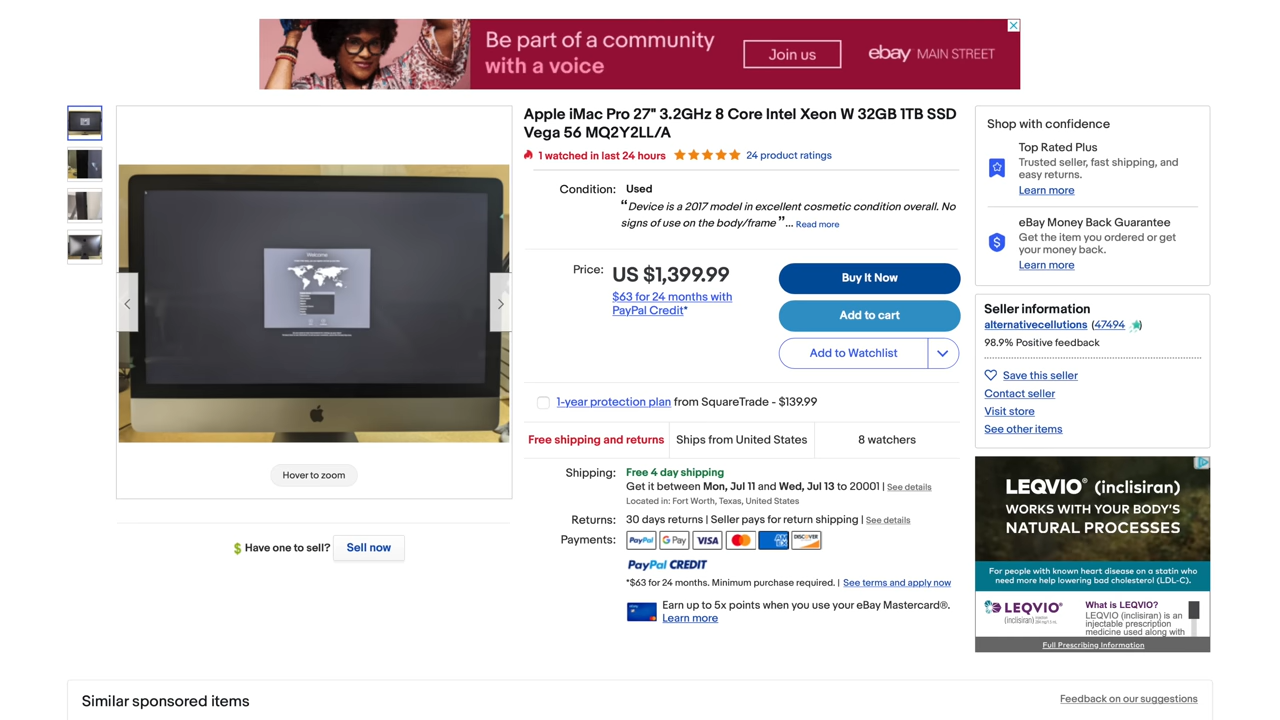 Be part of a community
with a voice
Join us
ebay MAIN STREET
Apple iMac Pro 27" 3.2GHz 8 Core Intel Xeon W 32GB 1TB SSD
Vega 56 MQ2Y2LL/A
1 watched in last 24 hours
24 product ratings
Condition: Used
“Device is a 2017 model in excellent cosmetic condition overall. No
signs of use on the body/frame”... Read more
Price: US $1,399.99
$63 for 24 months with
PayPal Credit*
Buy It Now
Add to cart
Add to Watchlist
1-year protection plan from SquareTrade - $139.99
Free shipping and returns
Ships from United States
8 watchers
Shipping: Free 4 day shipping
Get it between Mon, Jul 11 and Wed, Jul 13 to 20001 | See details
Located in: Fort Worth, Texas, United States
Returns: 30 days returns | Seller pays for return shipping | See details
Payments: PayPal G Pay VISA AM EX DISCOVER
PayPal CREDIT
*$63 for 24 months. Minimum purchase required. | See terms and apply now
Earn up to 5x points when you use your eBay Mastercard®.
Learn more
Welcome
Hover to zoom
Have one to sell? Sell now
Shop with confidence
Top Rated Plus
Trusted seller, fast shipping, and
easy returns.
Learn more
eBay Money Back Guarantee
Get the item you ordered or get
your money back.
Learn more
Seller information
alternativecellutions (47494)
98.9% Positive feedback
Save this seller
Contact seller
Visit store
See other items
LEQVIO® (inclisiran)
WORKS WITH YOUR BODY'S
NATURAL PROCESSES
For people with known heart disease on a statin who
need more help lowering bad cholesterol (LDL-C).
LEQVIO®
(inclisiran)
What is LEQVIO?
LEQVIO (inclisiran) is an
injectable prescription
medicine used along with
Full Prescribing Information
Similar sponsored items
Feedback on our suggestions